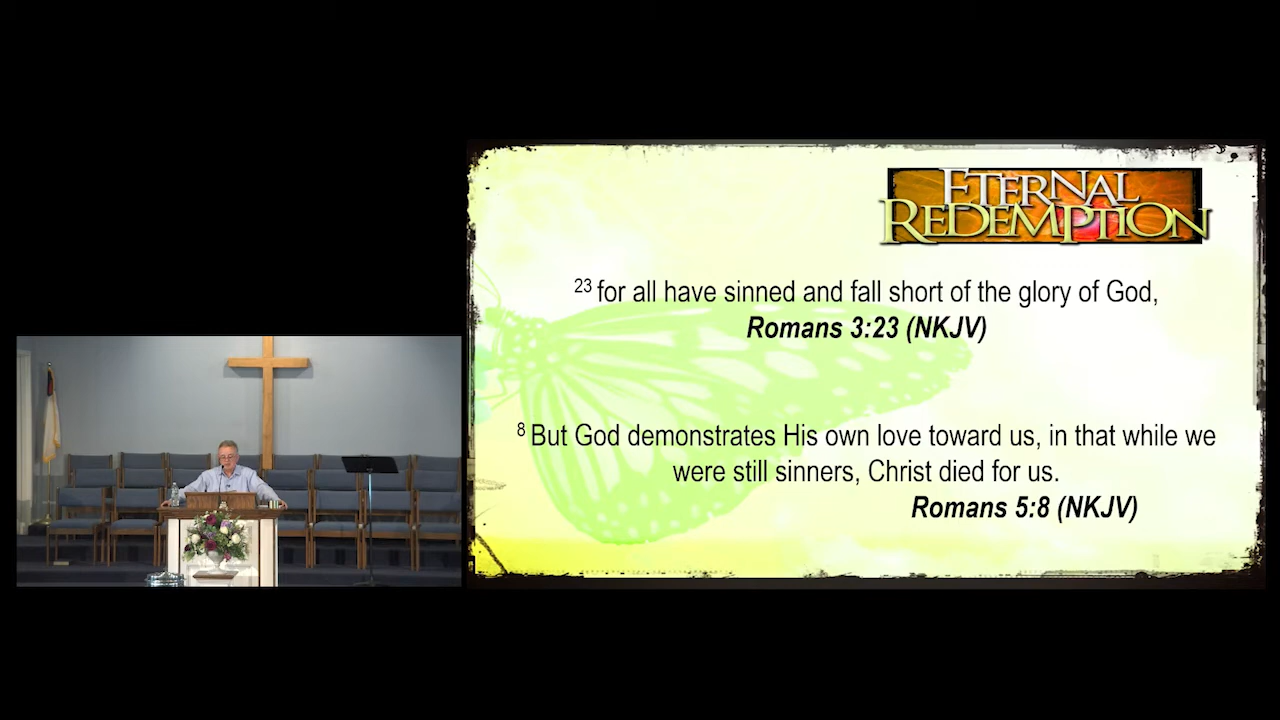 ETERNAL
REDEMPTION
23 for all have sinned and fall short of the glory of God,
Romans 3:23 (NKJV)
8 But God demonstrates His own love toward us, in that while we
were still sinners, Christ died for us.
Romans 5:8 (NKJV)